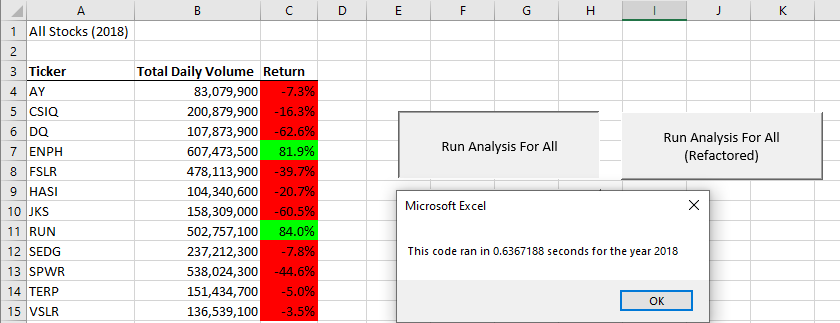 A B C D E F G H I J K
1 All Stocks (2018)
2
3 Ticker Total Daily Volume Return
4 AY 83,079,900 -7.3%
5 CSIQ 200,879,900 -16.3%
6 DQ 107,873,900 -62.6%
7 ENPH 607,473,500 81.9%
8 FSLR 478,113,900 -39.7%
9 HASI 104,340,600 -20.7%
10 JKS 158,309,000 -60.5%
11 RUN 502,757,100 84.0%
12 SEDG 237,212,300 -7.8%
13 SPWR 538,024,300 -44.6%
14 TERP 151,434,700 -5.0%
15 VSLR 136,539,100 -3.5%
Run Analysis For All
Run Analysis For All
(Refactored)
Microsoft Excel
This code ran in 0.6367188 seconds for the year 2018
OK